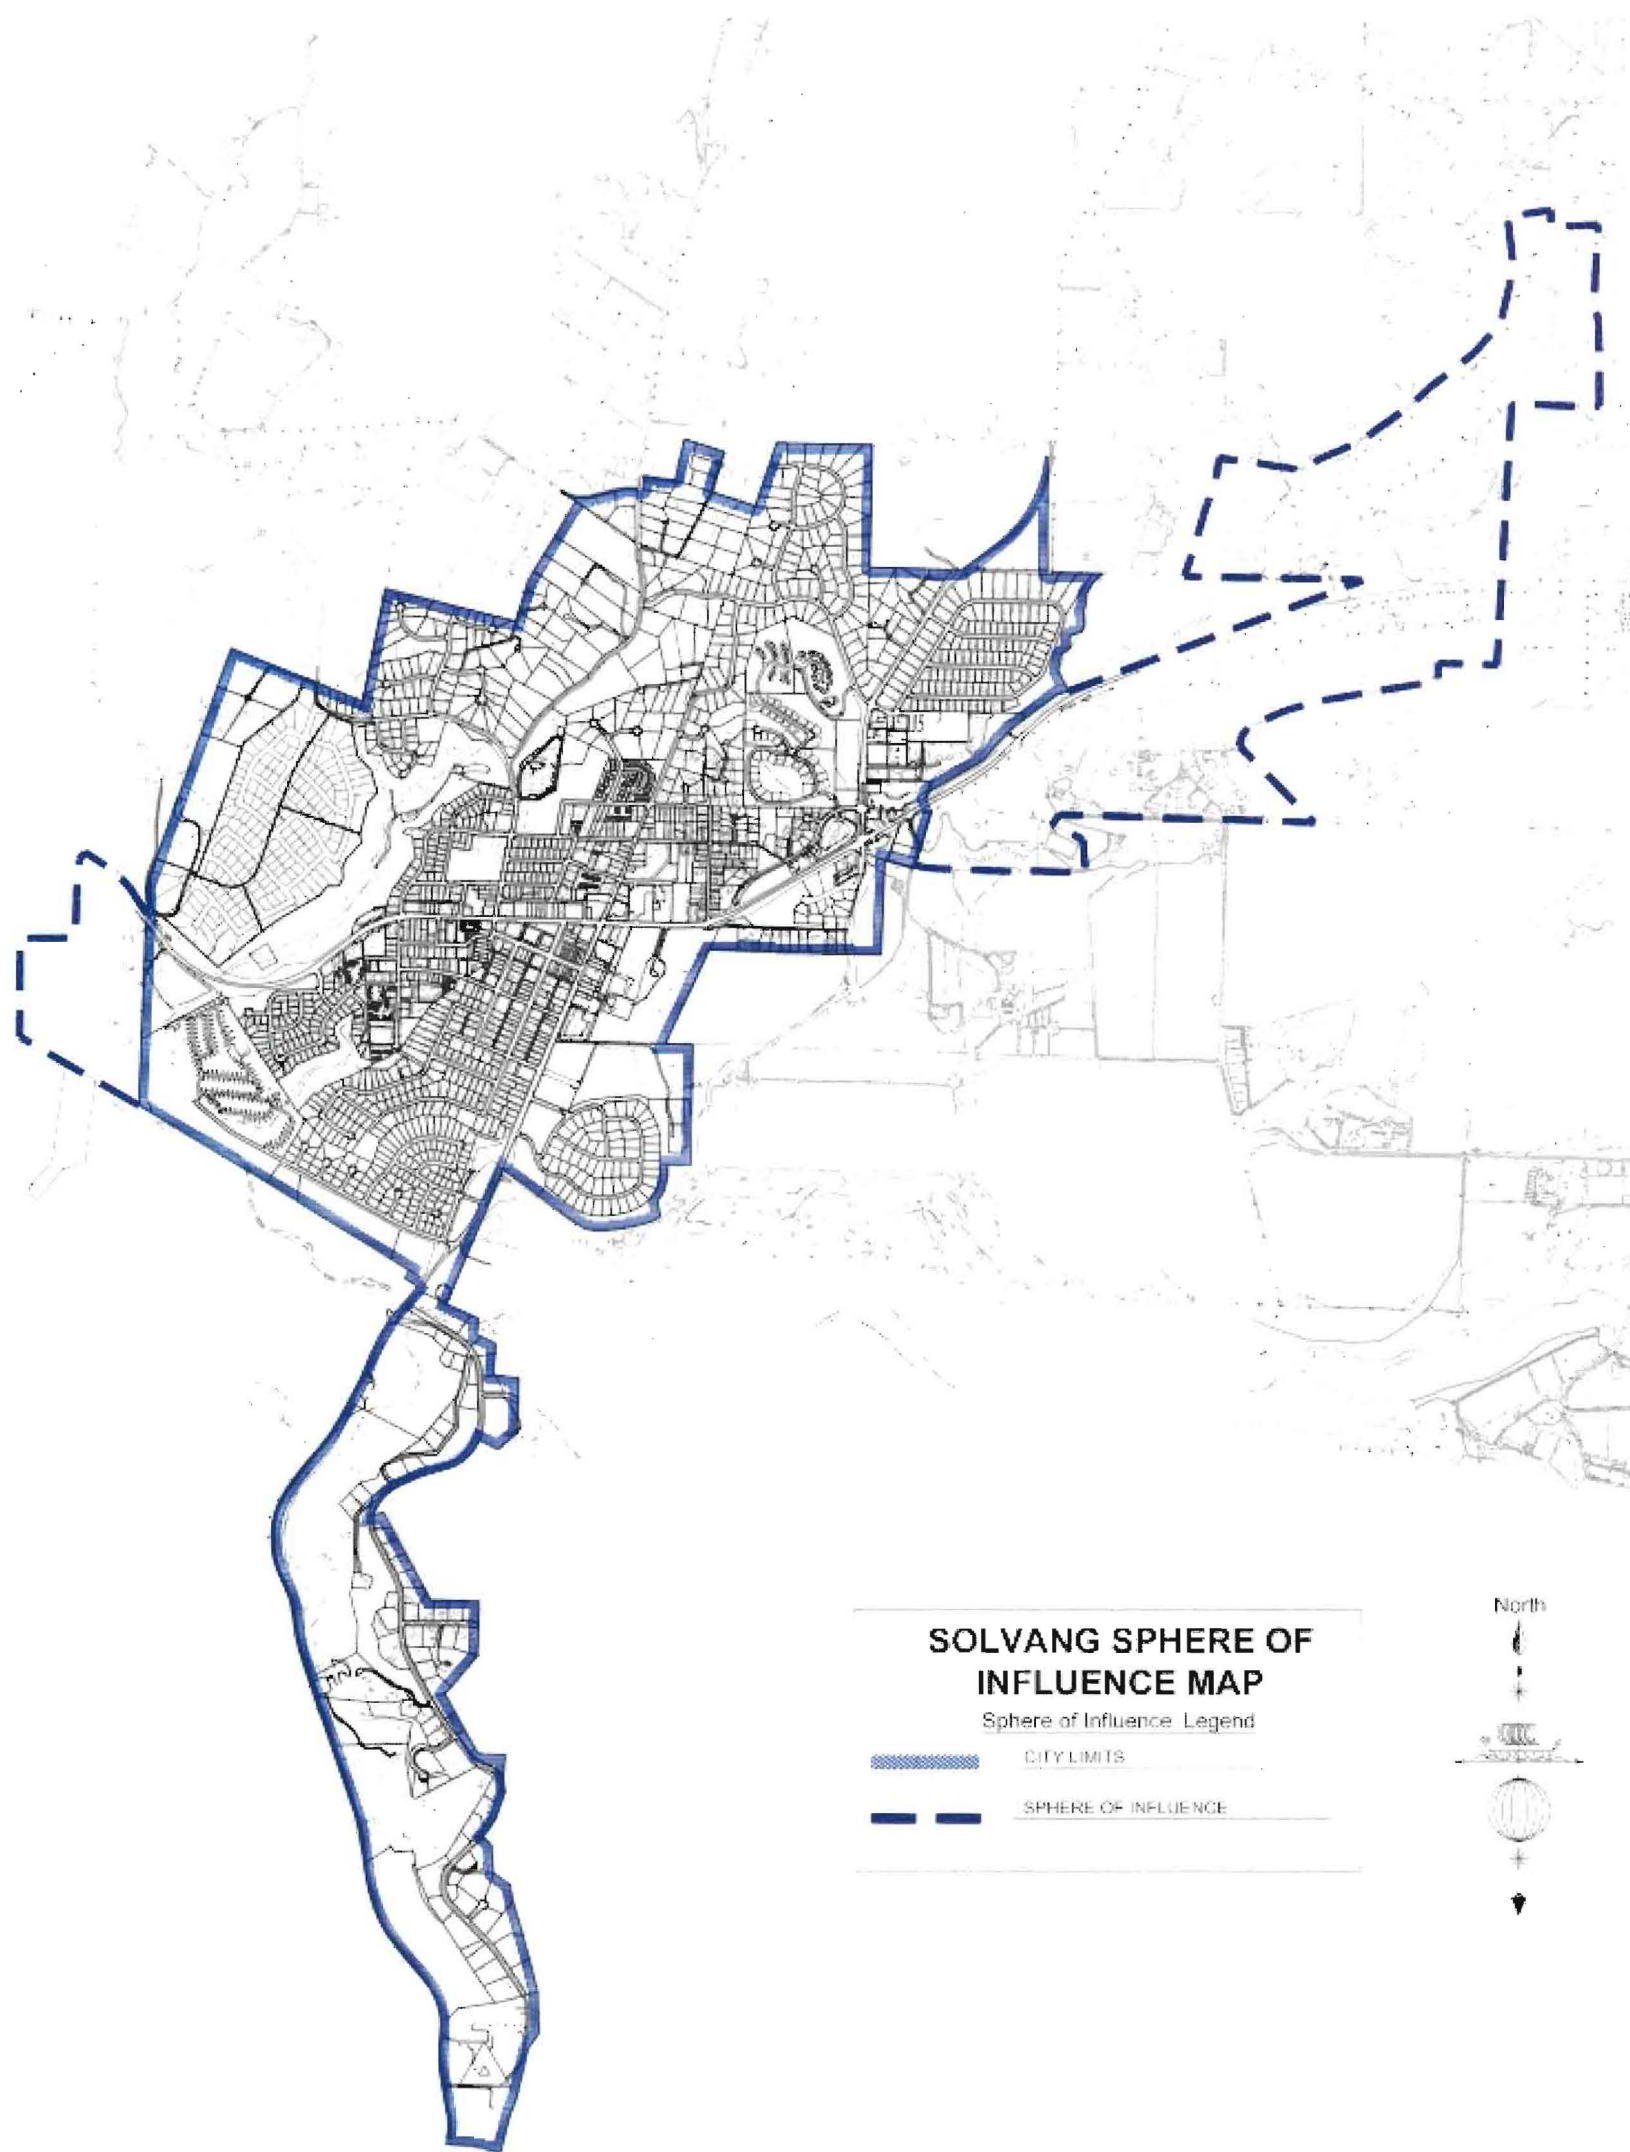 SOLVANG SPHERE OF
INFLUENCE MAP
Sphere of Influence Legend
CITY LIMITS
SPHERE OF INFLUENCE
North